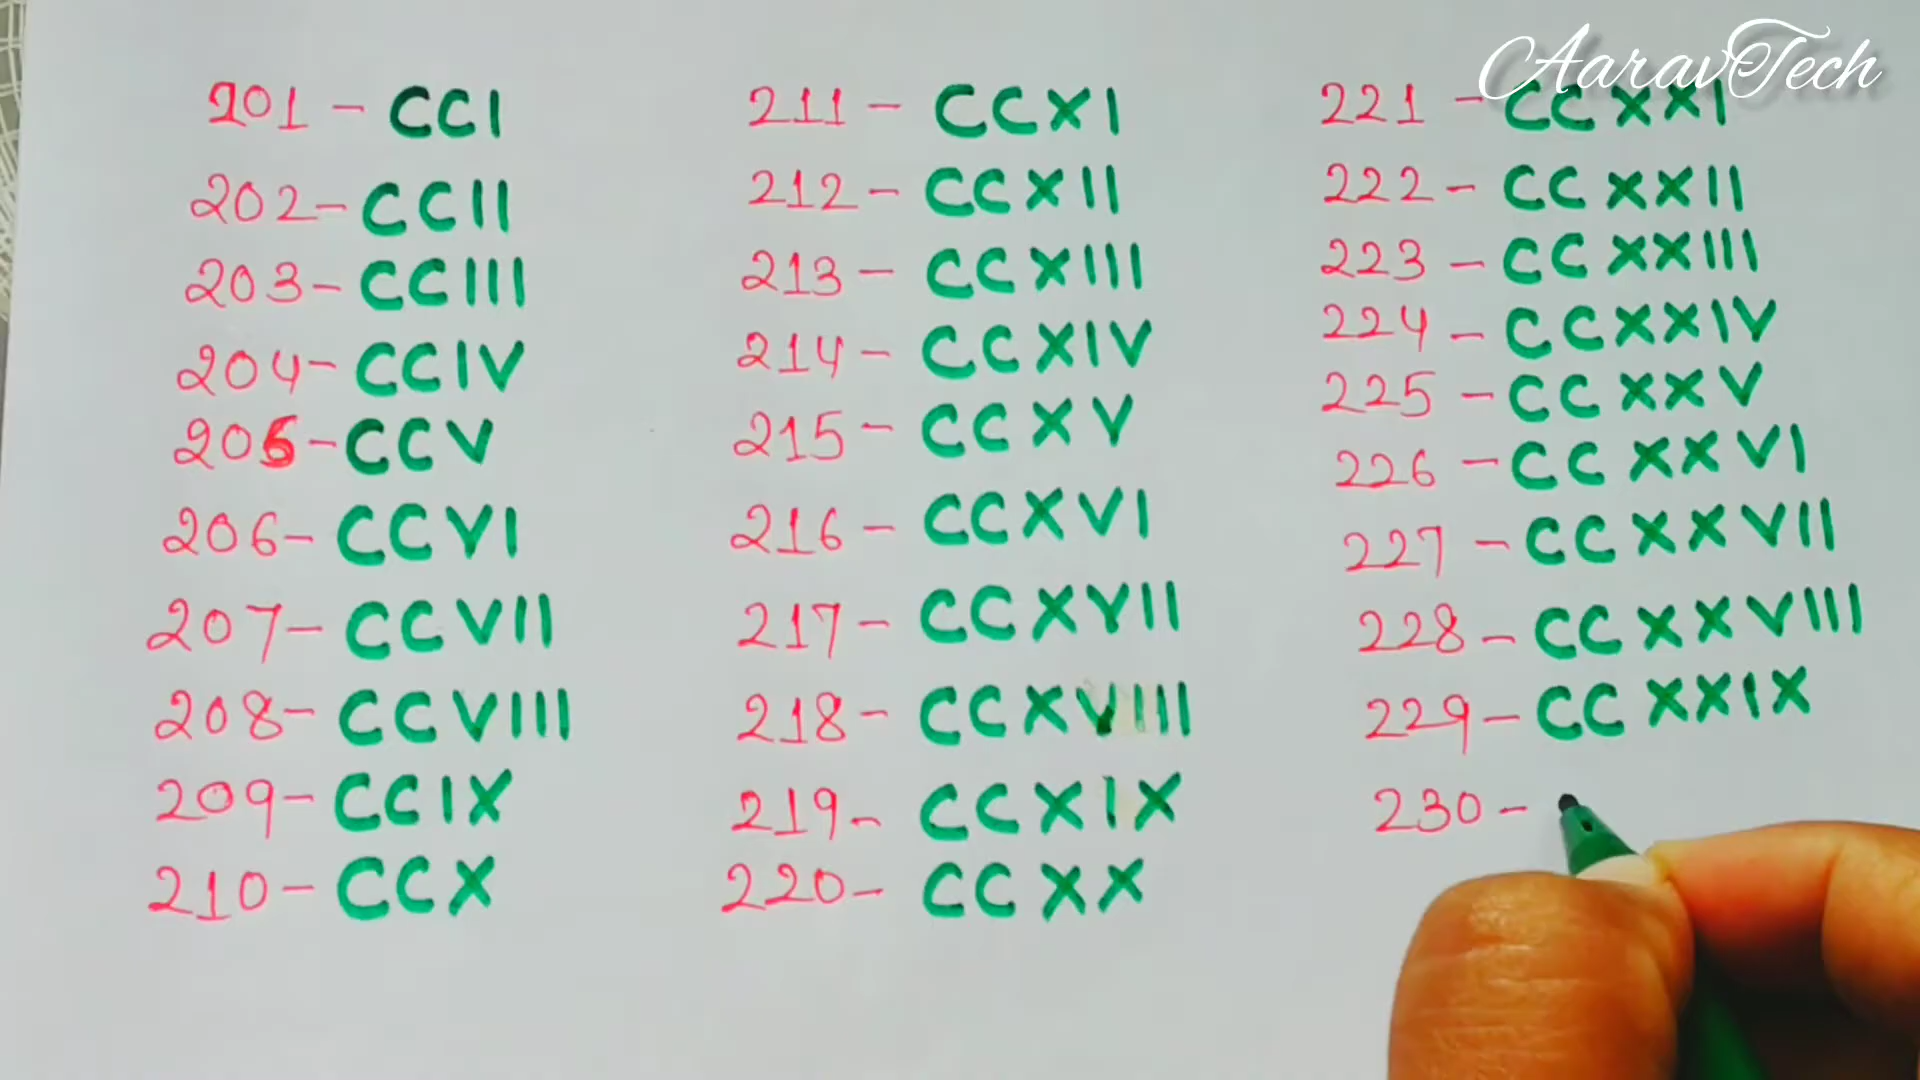 AaravTech
201 - CCI
202 - CCII
203 - CCIII
204 - CCIV
205 - CCV
206 - CCVI
207 - CCVII
208 - CCVIII
209 - CCIX
210 - CCX
211 - CCXI
212 - CCXII
213 - CCXIII
214 - CCXIV
215 - CCXV
216 - CCXVI
217 - CCXVII
218 - CCXVIII
219 - CCXIX
220 - CCXX
221 - CCXXI
222 - CCXXII
223 - CCXXIII
224 - CCXXIV
225 - CCXXV
226 - CCXXVI
227 - CCXXVII
228 - CCXXVIII
229 - CCXXIX
230 -